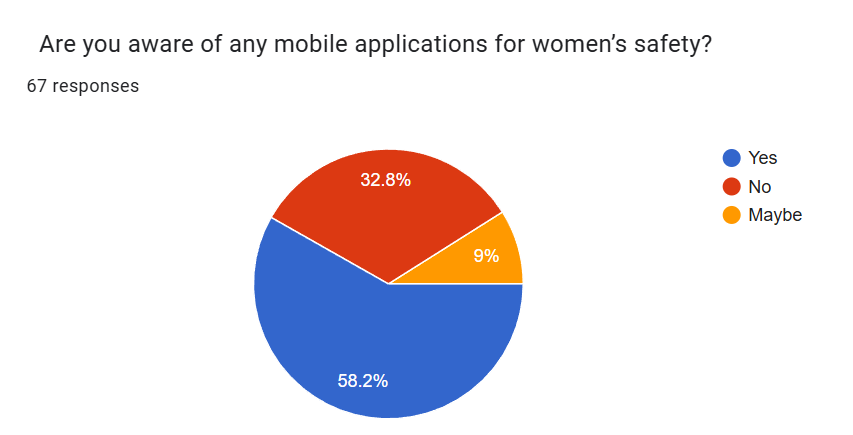 Are you aware of any mobile applications for women’s safety?
67 responses
Yes
No
Maybe
32.8%
9%
58.2%